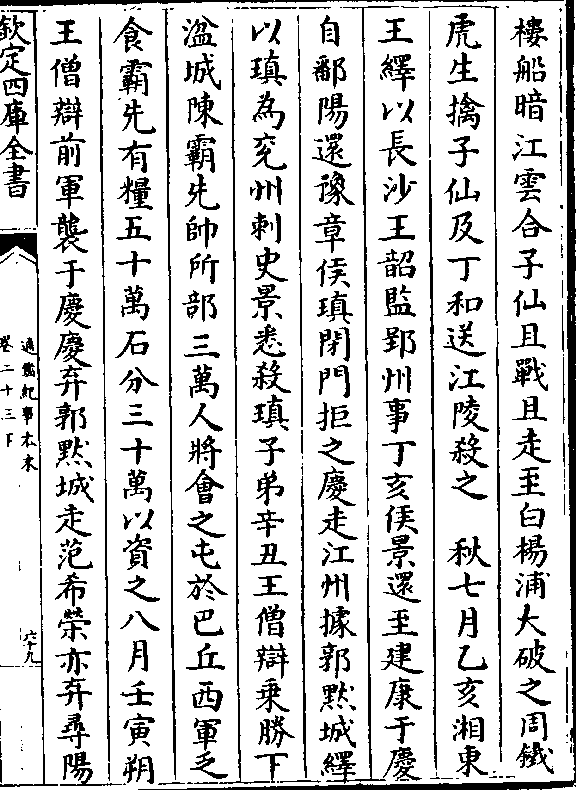 樓船暗江雲合子仙且戰且走至白楊浦大破之周鐵
虎生擒子仙及丁和送江陵殺之　秋七月乙亥湘東
王繹以長沙王韶監郢州事丁亥侯景還至建康于慶
自鄱陽還豫章侯瑱閉門拒之慶走江州據郭黙城繹
以瑱為兖州刺史景悉殺瑱子弟辛丑王僧辯乗勝下
湓城陳霸先帥所部三萬人將會之屯於巴丘西軍乏
食霸先有糧五十萬石分三十萬以資之八月壬寅朔
王僧辯前軍襲于慶慶弃郭黙城走范希榮亦弃尋陽
欽定四庫全書
通鑑紀事本末
卷二十三下
六十九